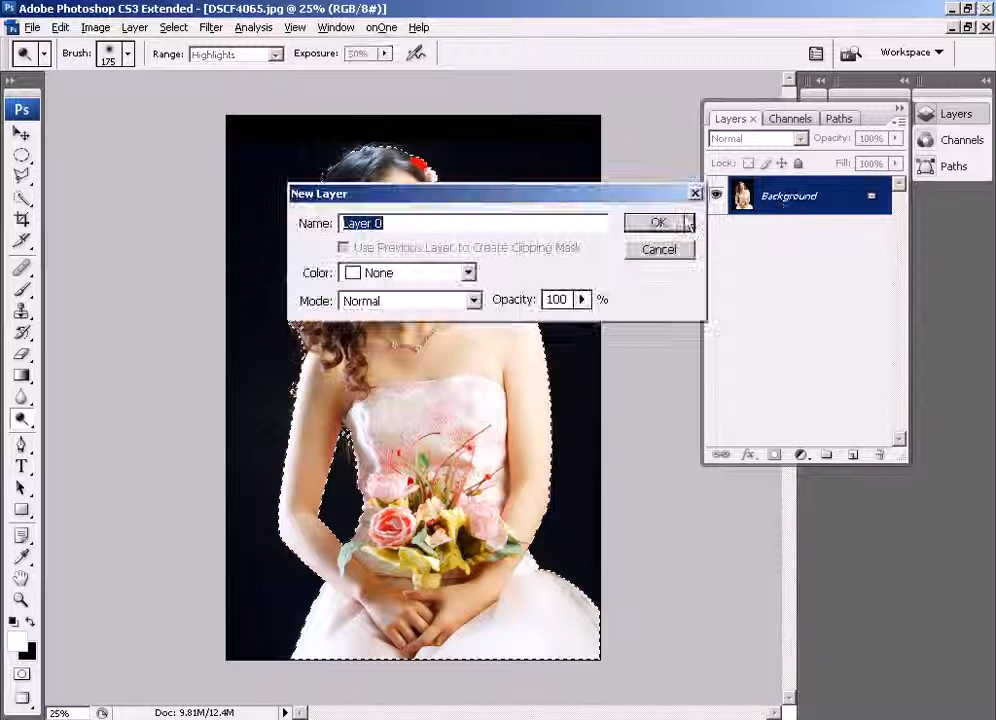 Ps Adobe Photoshop CS3 Extended - [DSCF4065.jpg @ 25% (RGB/8#)]
File Edit Image Layer Select Filter Analysis View Window onOne Help
Brush: 175 Range: Highlights Exposure: 50% Workspace
Ps
Layers x Channels Paths
Normal Opacity: 100%
Lock: Fill: 100%
Background
Layers
Channels
Paths
New Layer
Name: Layer 0 OK
Use Previous Layer to Create Clipping Mask Cancel
Color: None
Mode: Normal Opacity: 100 %
T
fx
25% Doc: 9.81M/12.4M